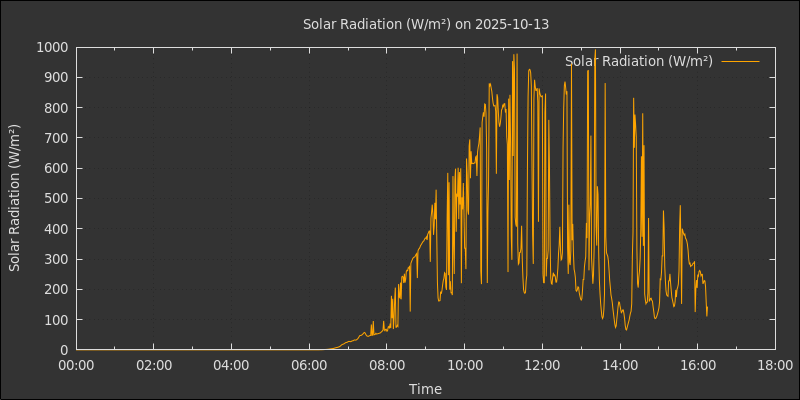 Solar Radiation (W/m²) on 2025-10-13
Solar Radiation (W/m²)
Solar Radiation (W/m²)
1000
900
800
700
600
500
400
300
200
100
0
00:00 02:00 04:00 06:00 08:00 10:00 12:00 14:00 16:00 18:00
Time